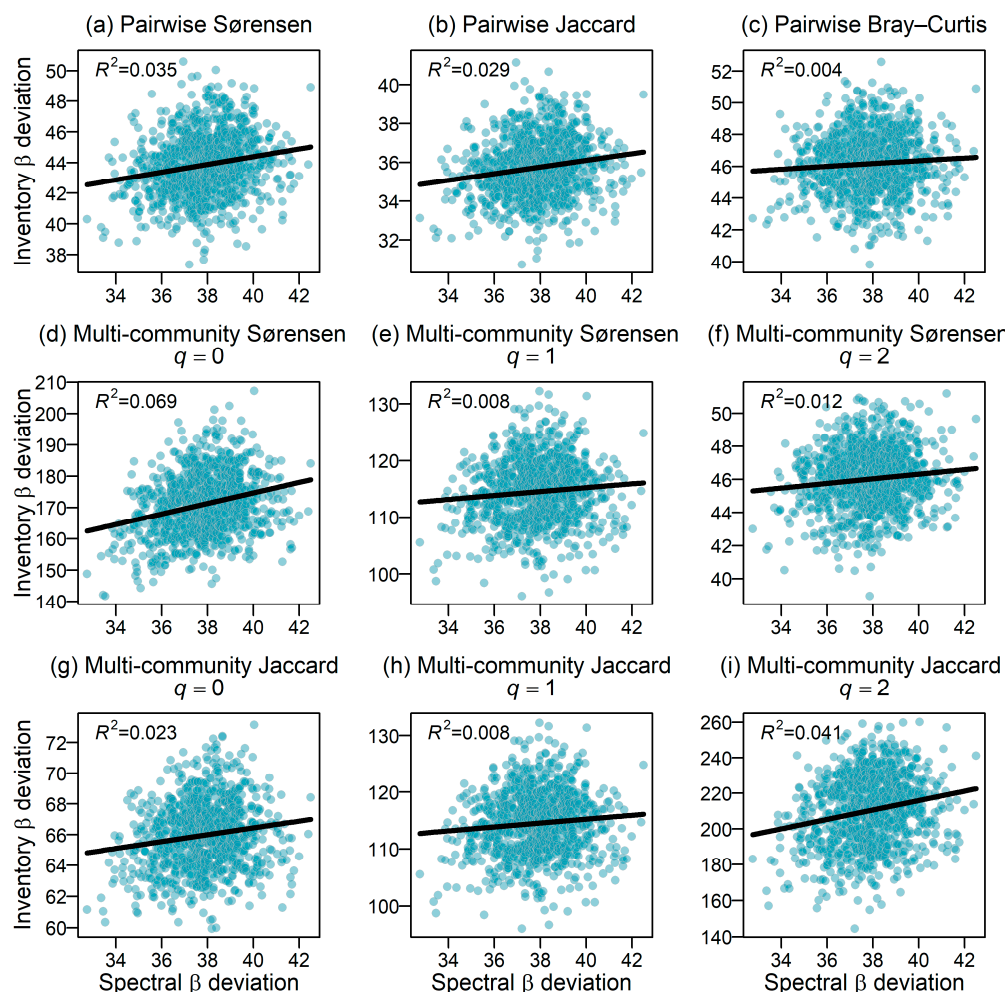 (a) Pairwise Sørensen
(b) Pairwise Jaccard
(c) Pairwise Bray–Curtis
Inventory β deviation
R²=0.035
50
48
46
44
42
40
38
34 36 38 40 42
R²=0.029
40
38
36
34
32
34 36 38 40 42
R²=0.004
52
50
48
46
44
42
40
34 36 38 40 42
(d) Multi-community Sørensen
q = 0
(e) Multi-community Sørensen
q = 1
(f) Multi-community Sørensen
q = 2
Inventory β deviation
R²=0.069
210
200
190
180
170
160
150
140
34 36 38 40 42
R²=0.008
130
120
110
100
34 36 38 40 42
R²=0.012
50
48
46
44
42
40
34 36 38 40 42
(g) Multi-community Jaccard
q = 0
(h) Multi-community Jaccard
q = 1
(i) Multi-community Jaccard
q = 2
Inventory β deviation
R²=0.023
72
70
68
66
64
62
60
34 36 38 40 42
Spectral β deviation
R²=0.008
130
120
110
100
34 36 38 40 42
Spectral β deviation
R²=0.041
260
240
220
200
180
160
140
34 36 38 40 42
Spectral β deviation